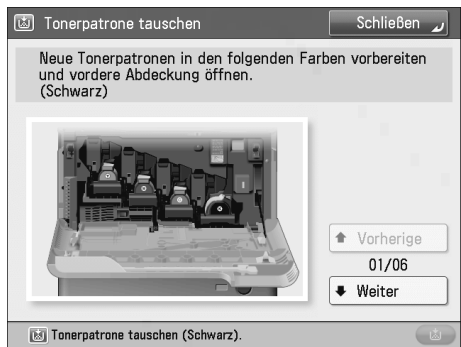 Tonerpatrone tauschen
Schließen
Neue Tonerpatronen in den folgenden Farben vorbereiten
und vordere Abdeckung öffnen.
(Schwarz)
Vorherige
01/06
Weiter
Tonerpatrone tauschen (Schwarz).